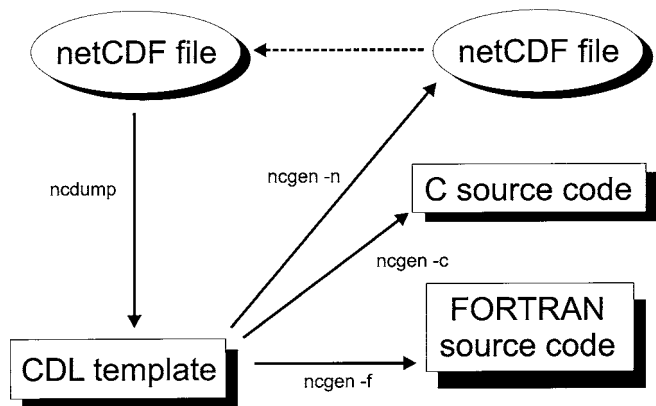 netCDF file
netCDF file
ncdump
ncgen -n
C source code
ncgen -c
FORTRAN
source code
CDL template
ncgen -f